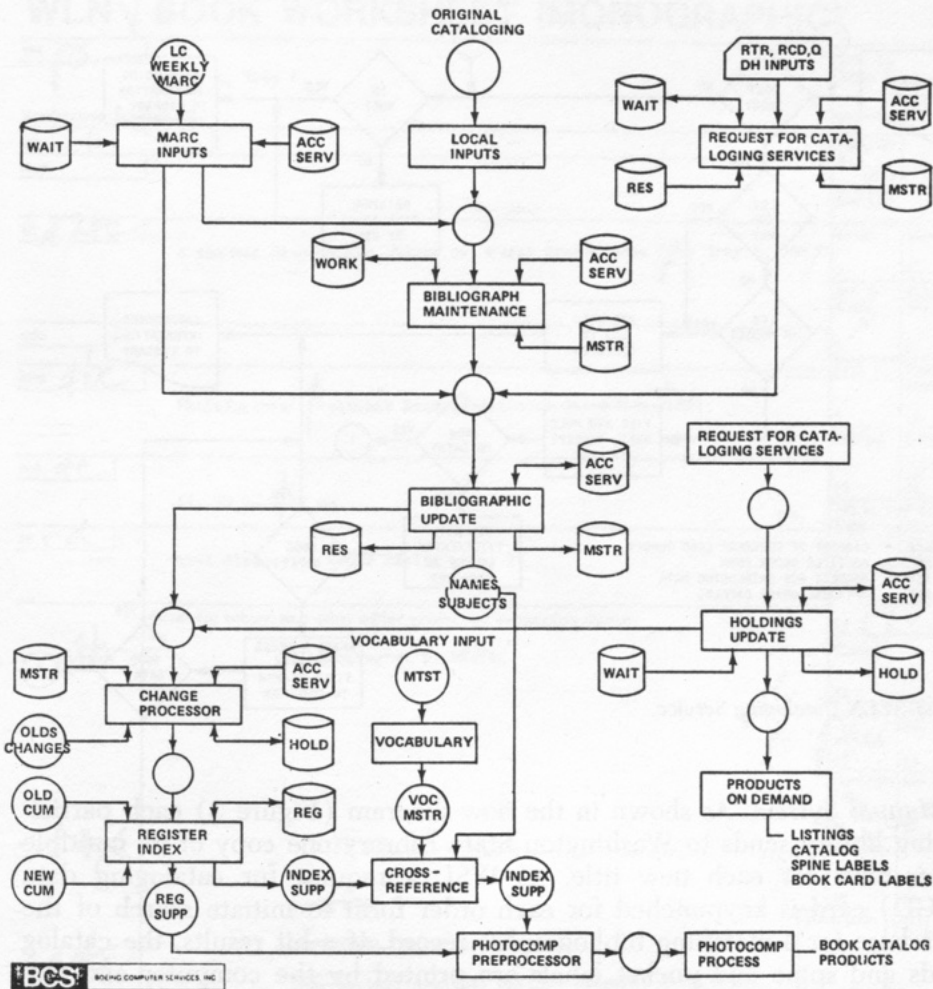 ORIGINAL
CATALOGING
LC
WEEKLY
MARC
RTR, RCD,Q
DH INPUTS
WAIT
MARC
INPUTS
ACC
SERV
LOCAL
INPUTS
WAIT
REQUEST FOR CATA-
LOGING SERVICES
ACC
SERV
RES
MSTR
WORK
ACC
SERV
BIBLIOGRAPH
MAINTENANCE
MSTR
REQUEST FOR CATA-
LOGING SERVICES
ACC
SERV
BIBLIOGRAPHIC
UPDATE
RES
MSTR
NAMES
SUBJECTS
ACC
SERV
HOLDINGS
UPDATE
WAIT
HOLD
VOCABULARY INPUT
MTST
MSTR
ACC
SERV
CHANGE
PROCESSOR
OLDS
CHANGES
HOLD
VOCABULARY
OLD
CUM
REG
VOC
MSTR
PRODUCTS
ON DEMAND
REGISTER
INDEX
LISTINGS
CATALOG
SPINE LABELS
BOOK CARD LABELS
NEW
CUM
INDEX
SUPP
CROSS-
REFERENCE
INDEX
SUPP
REG
SUPP
PHOTOCOMP
PREPROCESSOR
PHOTOCOMP
PROCESS
BOOK CATALOG
PRODUCTS
BCS